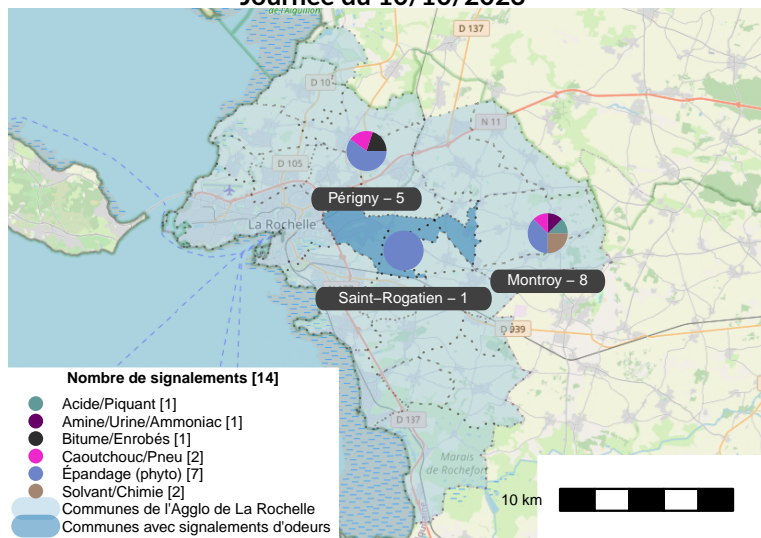 de l'Aiguillon
D 137
D 10
N 11
D 105
Périgny – 5
La Rochelle
Montroy – 8
Saint–Rogatien – 1
D 939
Nombre de signalements [14]
Acide/Piquant [1]
Amine/Urine/Ammoniac [1]
Bitume/Enrobés [1]
Caoutchouc/Pneu [2]
Épandage (phyto) [7]
Solvant/Chimie [2]
Communes de l'Agglo de La Rochelle
Communes avec signalements d'odeurs
D 137
Marais
de Rochefort
10 km